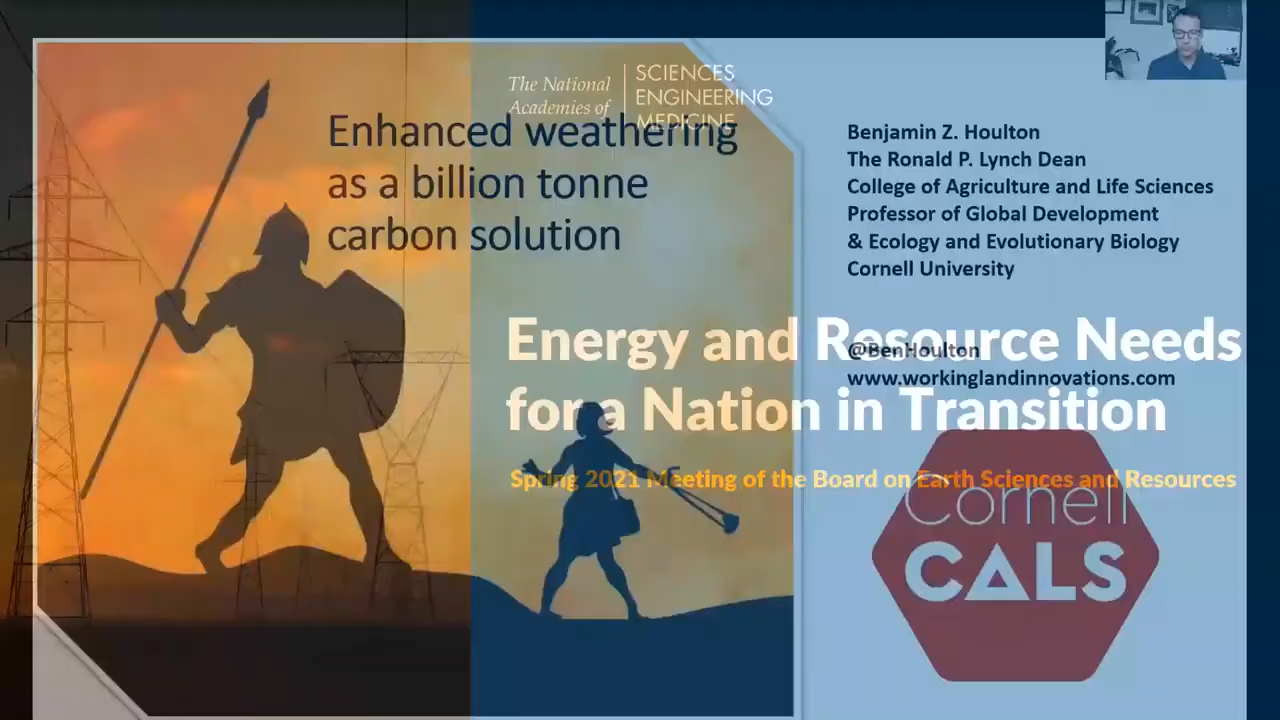 The National
Academies of
SCIENCES
ENGINEERING
MEDICINE
Enhanced weathering
as a billion tonne
carbon solution
Benjamin Z. Houlton
The Ronald P. Lynch Dean
College of Agriculture and Life Sciences
Professor of Global Development
& Ecology and Evolutionary Biology
Cornell University
@BenHoulton
www.workinglandinnovations.com
Energy and Resource Needs
for a Nation in Transition
Spring 2021 Meeting of the Board on Earth Sciences and Resources
Cornell
CALS